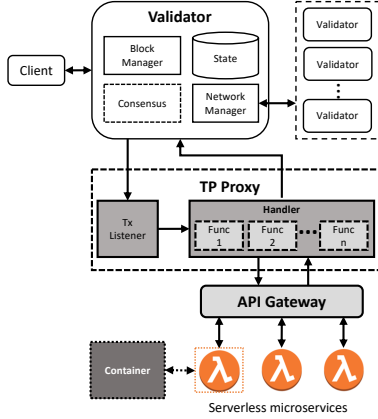 Validator
Block
Manager
State
Consensus
Network
Manager
Client
Validator
Validator
Validator
TP Proxy
Tx
Listener
Handler
Func
1
Func
2
Func
n
API Gateway
Container
λ
λ
λ
Serverless microservices